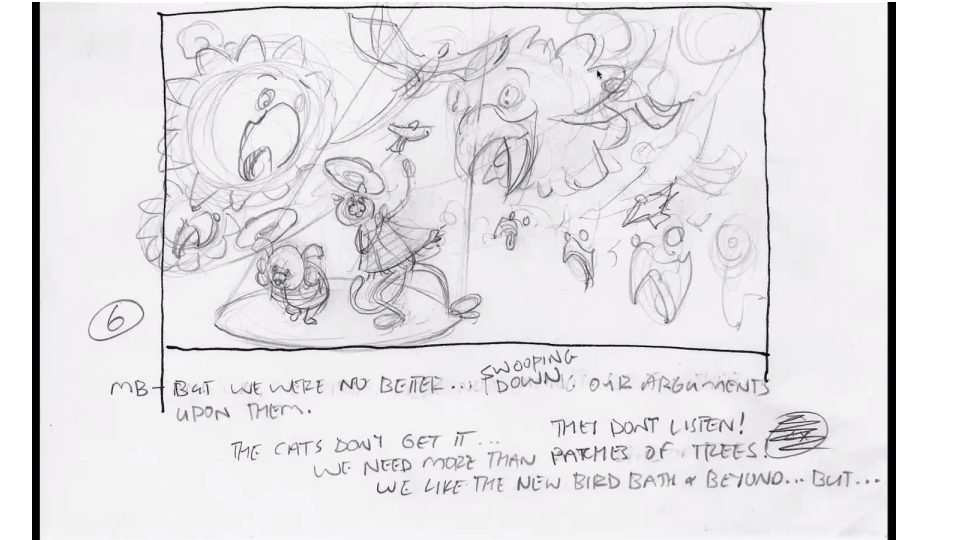 6
MB- BUT WE WERE NO BETTER... SWOOPING DOWN OUR ARGUMENTS
UPON THEM.
THEY DONT LISTEN!
THE CATS DON'T GET IT...
WE NEED MORE THAN PATCHES OF TREES!
WE LIKE THE NEW BIRD BATH & BEYOND... BUT...